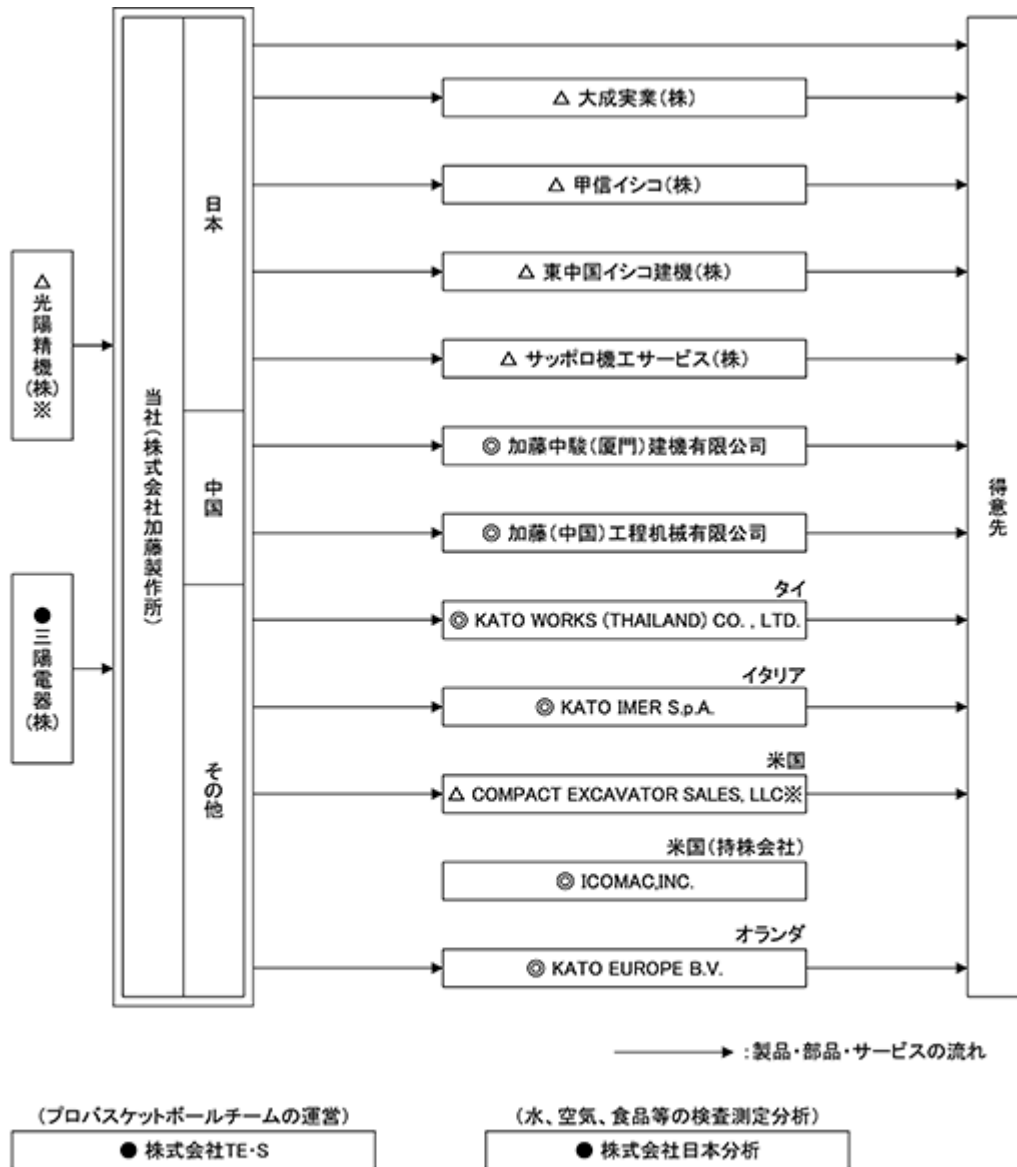 △光陽精機(株)※
●三陽電器(株)
当社(株式会社加藤製作所)
日本
中国
その他
△ 大成実業(株)
△ 甲信イシコ(株)
△ 東中国イシコ建機(株)
△ サッポロ機工サービス(株)
◎ 加藤中駿(厦門)建機有限公司
◎ 加藤(中国)工程机械有限公司
タイ
◎ KATO WORKS (THAILAND) CO. , LTD.
イタリア
◎ KATO IMER S.p.A.
米国
△ COMPACT EXCAVATOR SALES, LLC※
米国(持株会社)
◎ ICOMAC,INC.
オランダ
◎ KATO EUROPE B.V.
得意先
:製品・部品・サービスの流れ
(プロバスケットボールチームの運営)
● 株式会社TE・S
(水、空気、食品等の検査測定分析)
● 株式会社日本分析